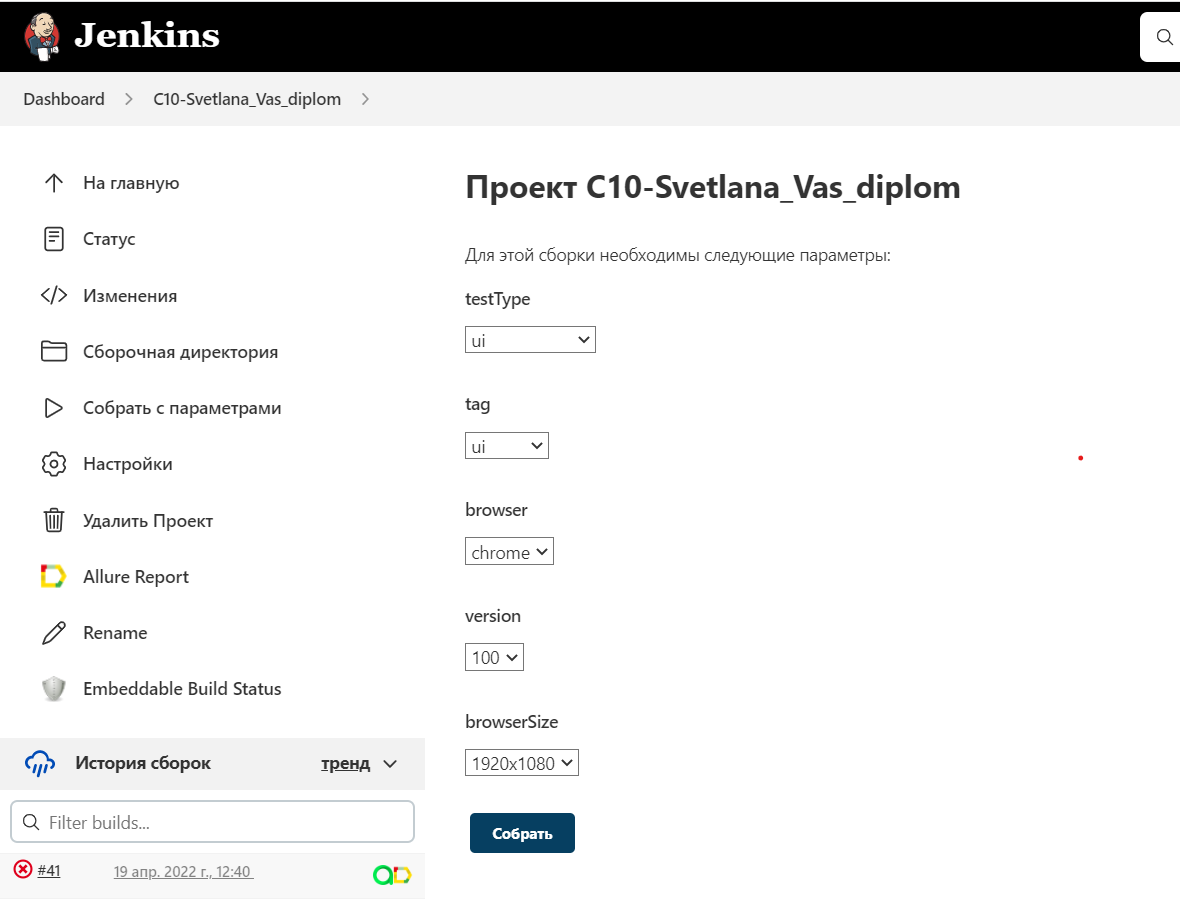 Jenkins
Dashboard
C10-Svetlana_Vas_diplom
На главную
Статус
Изменения
Сборочная директория
Собрать с параметрами
Настройки
Удалить Проект
Allure Report
Rename
Embeddable Build Status
История сборок
тренд
Filter builds...
#41
19 апр. 2022 г., 12:40
Проект C10-Svetlana_Vas_diplom
Для этой сборки необходимы следующие параметры:
testType
ui
tag
ui
browser
chrome
version
100
browserSize
1920x1080
Собрать